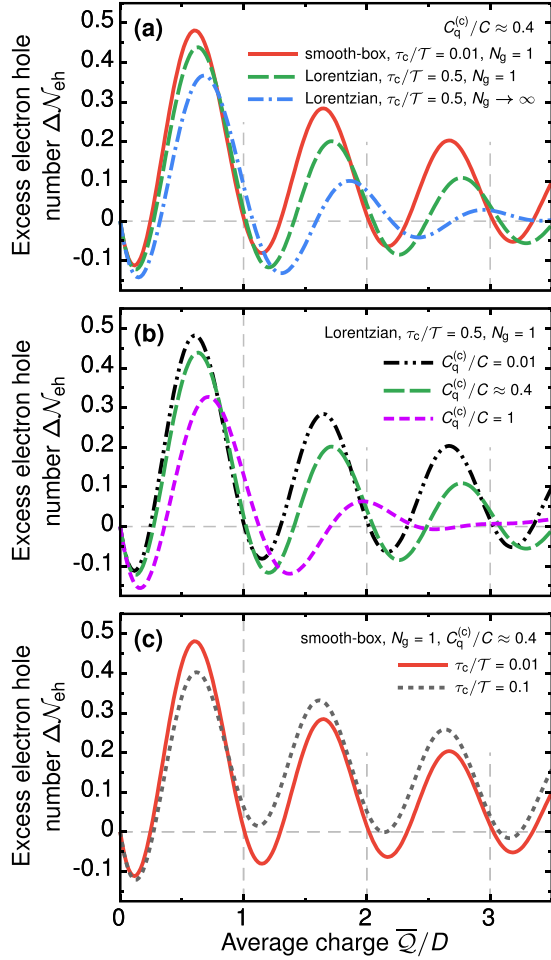 (a)
C_q^(c)/C ≈ 0.4
smooth-box, τ_c/𝒯 = 0.01, N_g = 1
Lorentzian, τ_c/𝒯 = 0.5, N_g = 1
Lorentzian, τ_c/𝒯 = 0.5, N_g → ∞
Excess electron hole
number Δ𝒩_eh
0.5
0.4
0.3
0.2
0.1
0
-0.1
(b)
Lorentzian, τ_c/𝒯 = 0.5, N_g = 1
C_q^(c)/C = 0.01
C_q^(c)/C ≈ 0.4
C_q^(c)/C = 1
Excess electron hole
number Δ𝒩_eh
0.5
0.4
0.3
0.2
0.1
0
-0.1
(c)
smooth-box, N_g = 1, C_q^(c)/C ≈ 0.4
τ_c/𝒯 = 0.01
τ_c/𝒯 = 0.1
Excess electron hole
number Δ𝒩_eh
0.5
0.4
0.3
0.2
0.1
0
-0.1
0 1 2 3
Average charge 𝒬̅/D